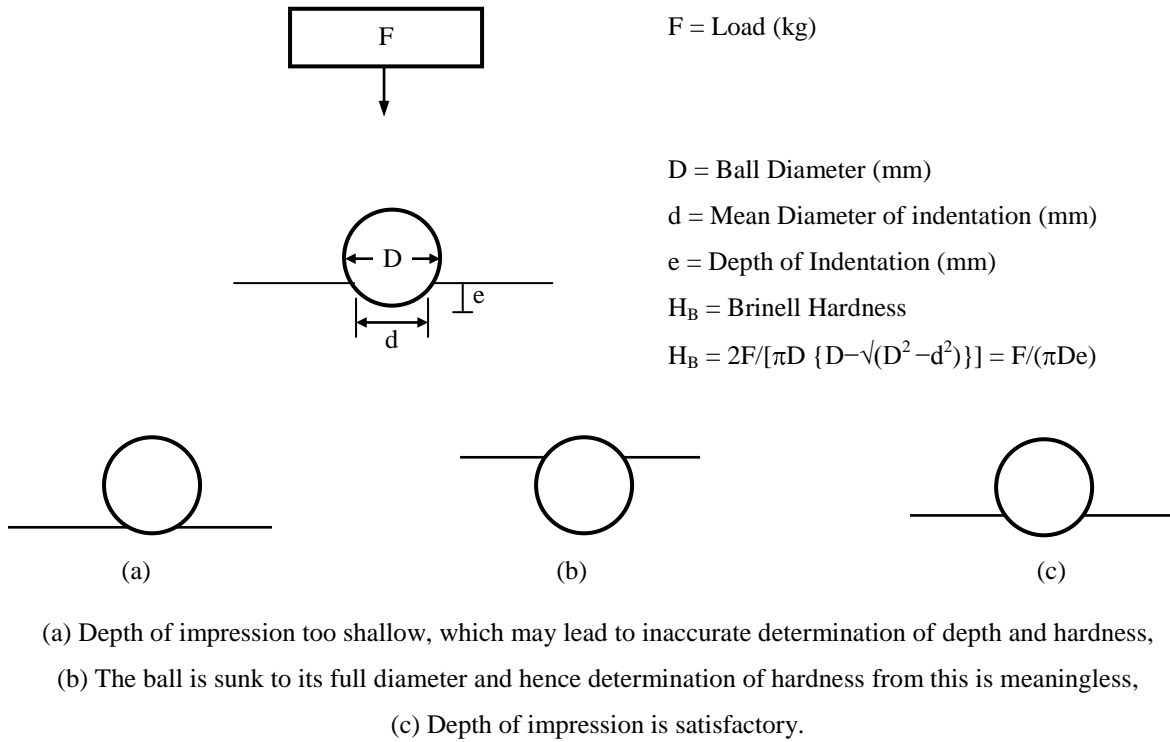 F
F = Load (kg)
D = Ball Diameter (mm)
d = Mean Diameter of indentation (mm)
D
e = Depth of Indentation (mm)
e
H_B = Brinell Hardness
d
H_B = 2F/[πD {D−√(D² −d²)}] = F/(πDe)
(a)
(b)
(c)
(a) Depth of impression too shallow, which may lead to inaccurate determination of depth and hardness,
(b) The ball is sunk to its full diameter and hence determination of hardness from this is meaningless,
(c) Depth of impression is satisfactory.